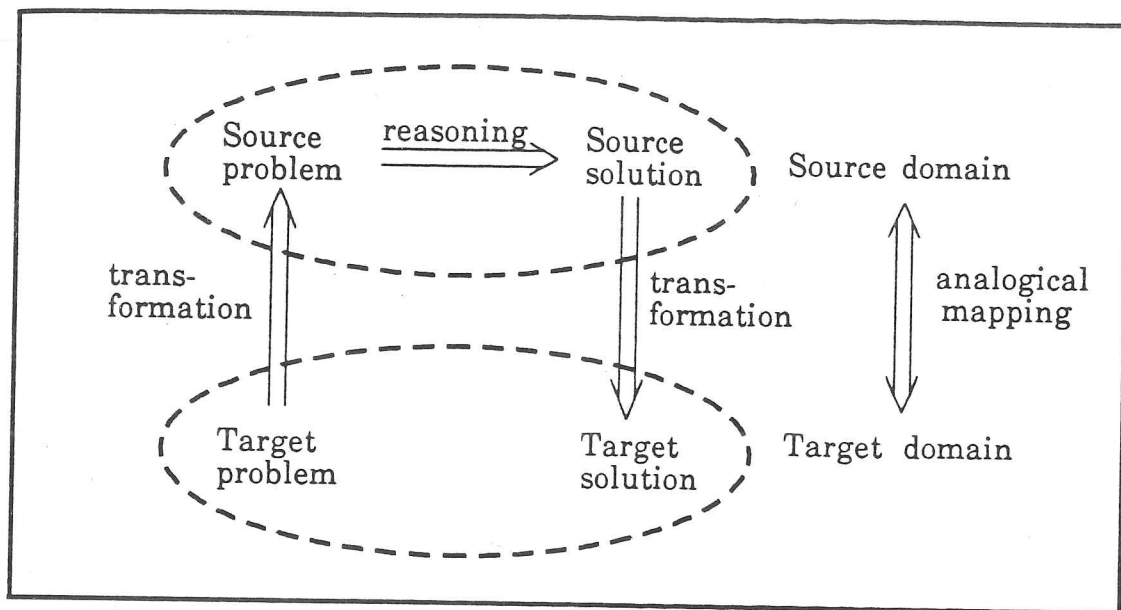 Source
problem
reasoning
Source
solution
Source domain
trans-
formation
trans-
formation
analogical
mapping
Target
problem
Target
solution
Target domain